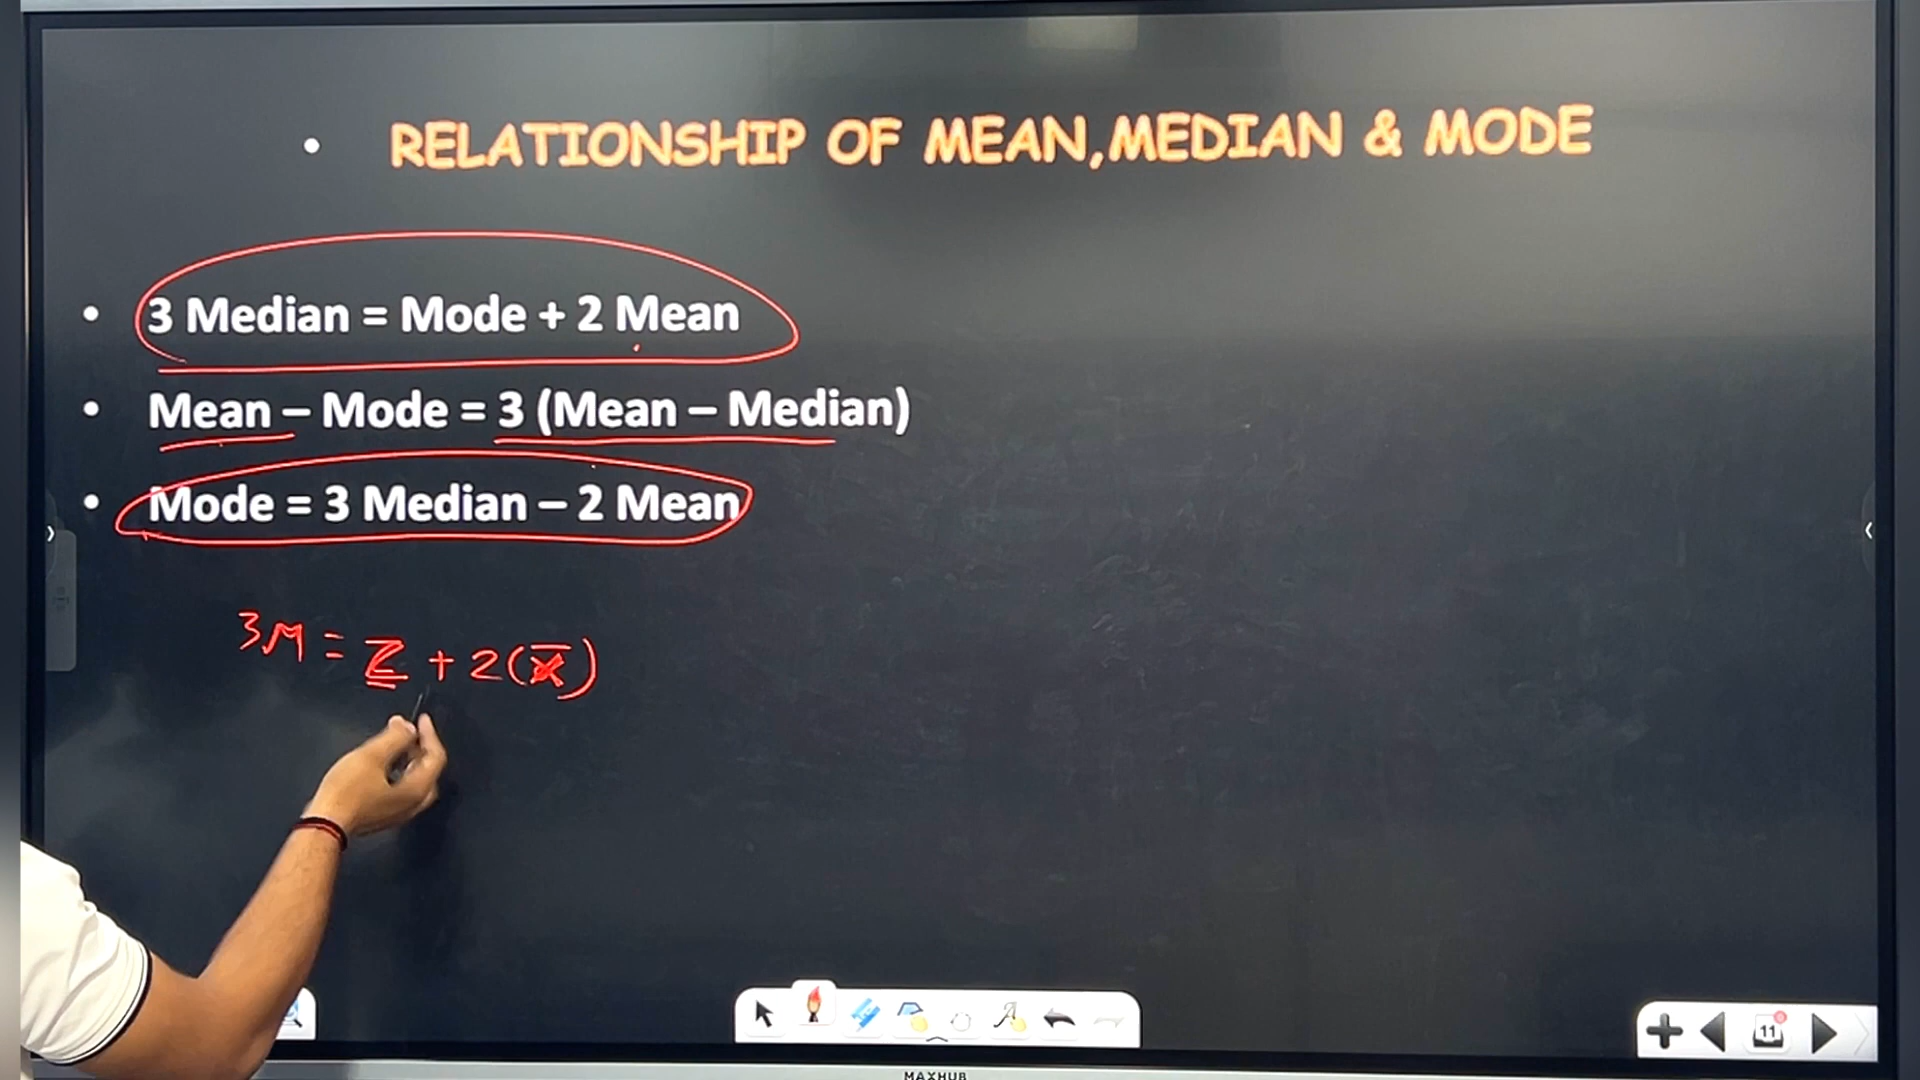 • RELATIONSHIP OF MEAN,MEDIAN & MODE
• 3 Median = Mode + 2 Mean
• Mean – Mode = 3 (Mean – Median)
• Mode = 3 Median – 2 Mean
3M = Z + 2(x̄)
11
MAXHUB